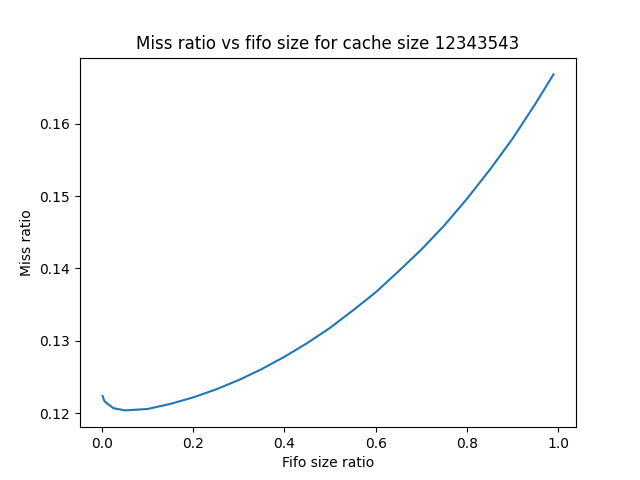 Miss ratio vs fifo size for cache size 12343543
0.16
0.15
0.14
0.13
0.12
Miss ratio
0.0 0.2 0.4 0.6 0.8 1.0
Fifo size ratio